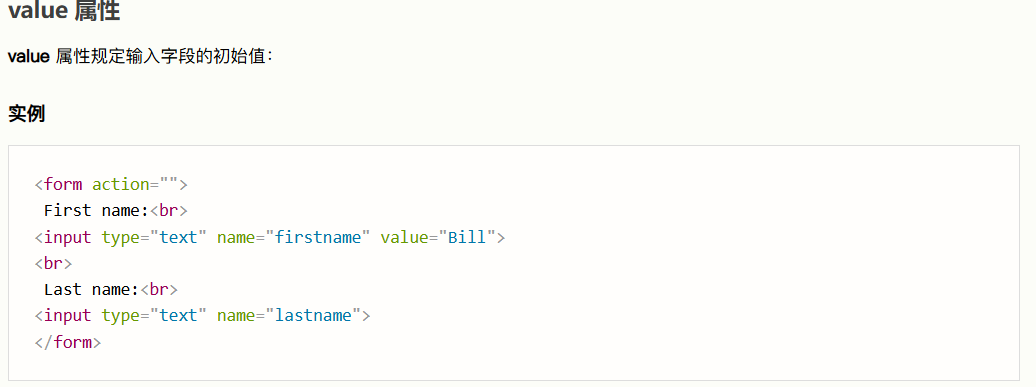 value 属性
value 属性规定输入字段的初始值：
实例
<form action="">
 First name:<br>
<input type="text" name="firstname" value="Bill">
<br>
 Last name:<br>
<input type="text" name="lastname">
</form>